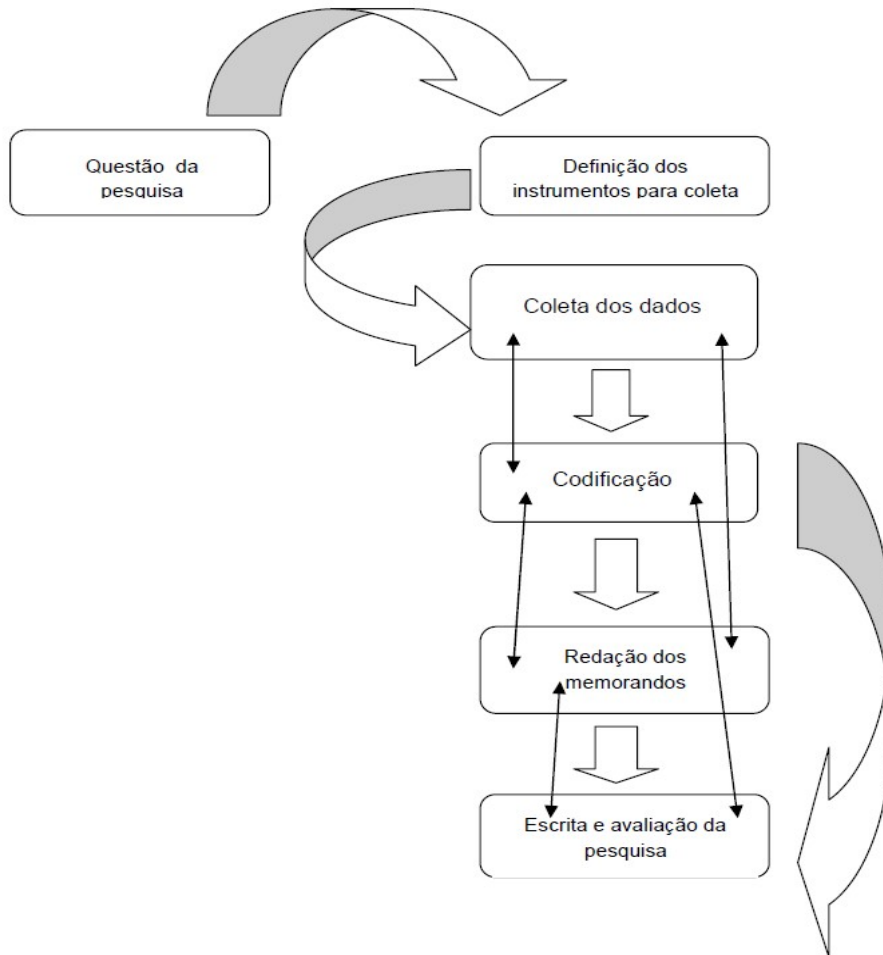 Questão da
pesquisa
Definição dos
instrumentos para coleta
Coleta dos dados
Codificação
Redação dos
memorandos
Escrita e avaliação da
pesquisa